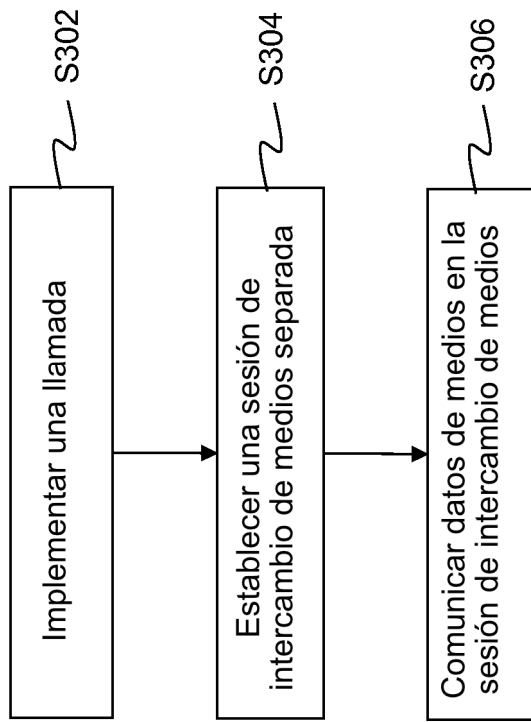 Implementar una llamada
S302
Establecer una sesión de
intercambio de medios separada
S304
Comunicar datos de medios en la
sesión de intercambio de medios
S306